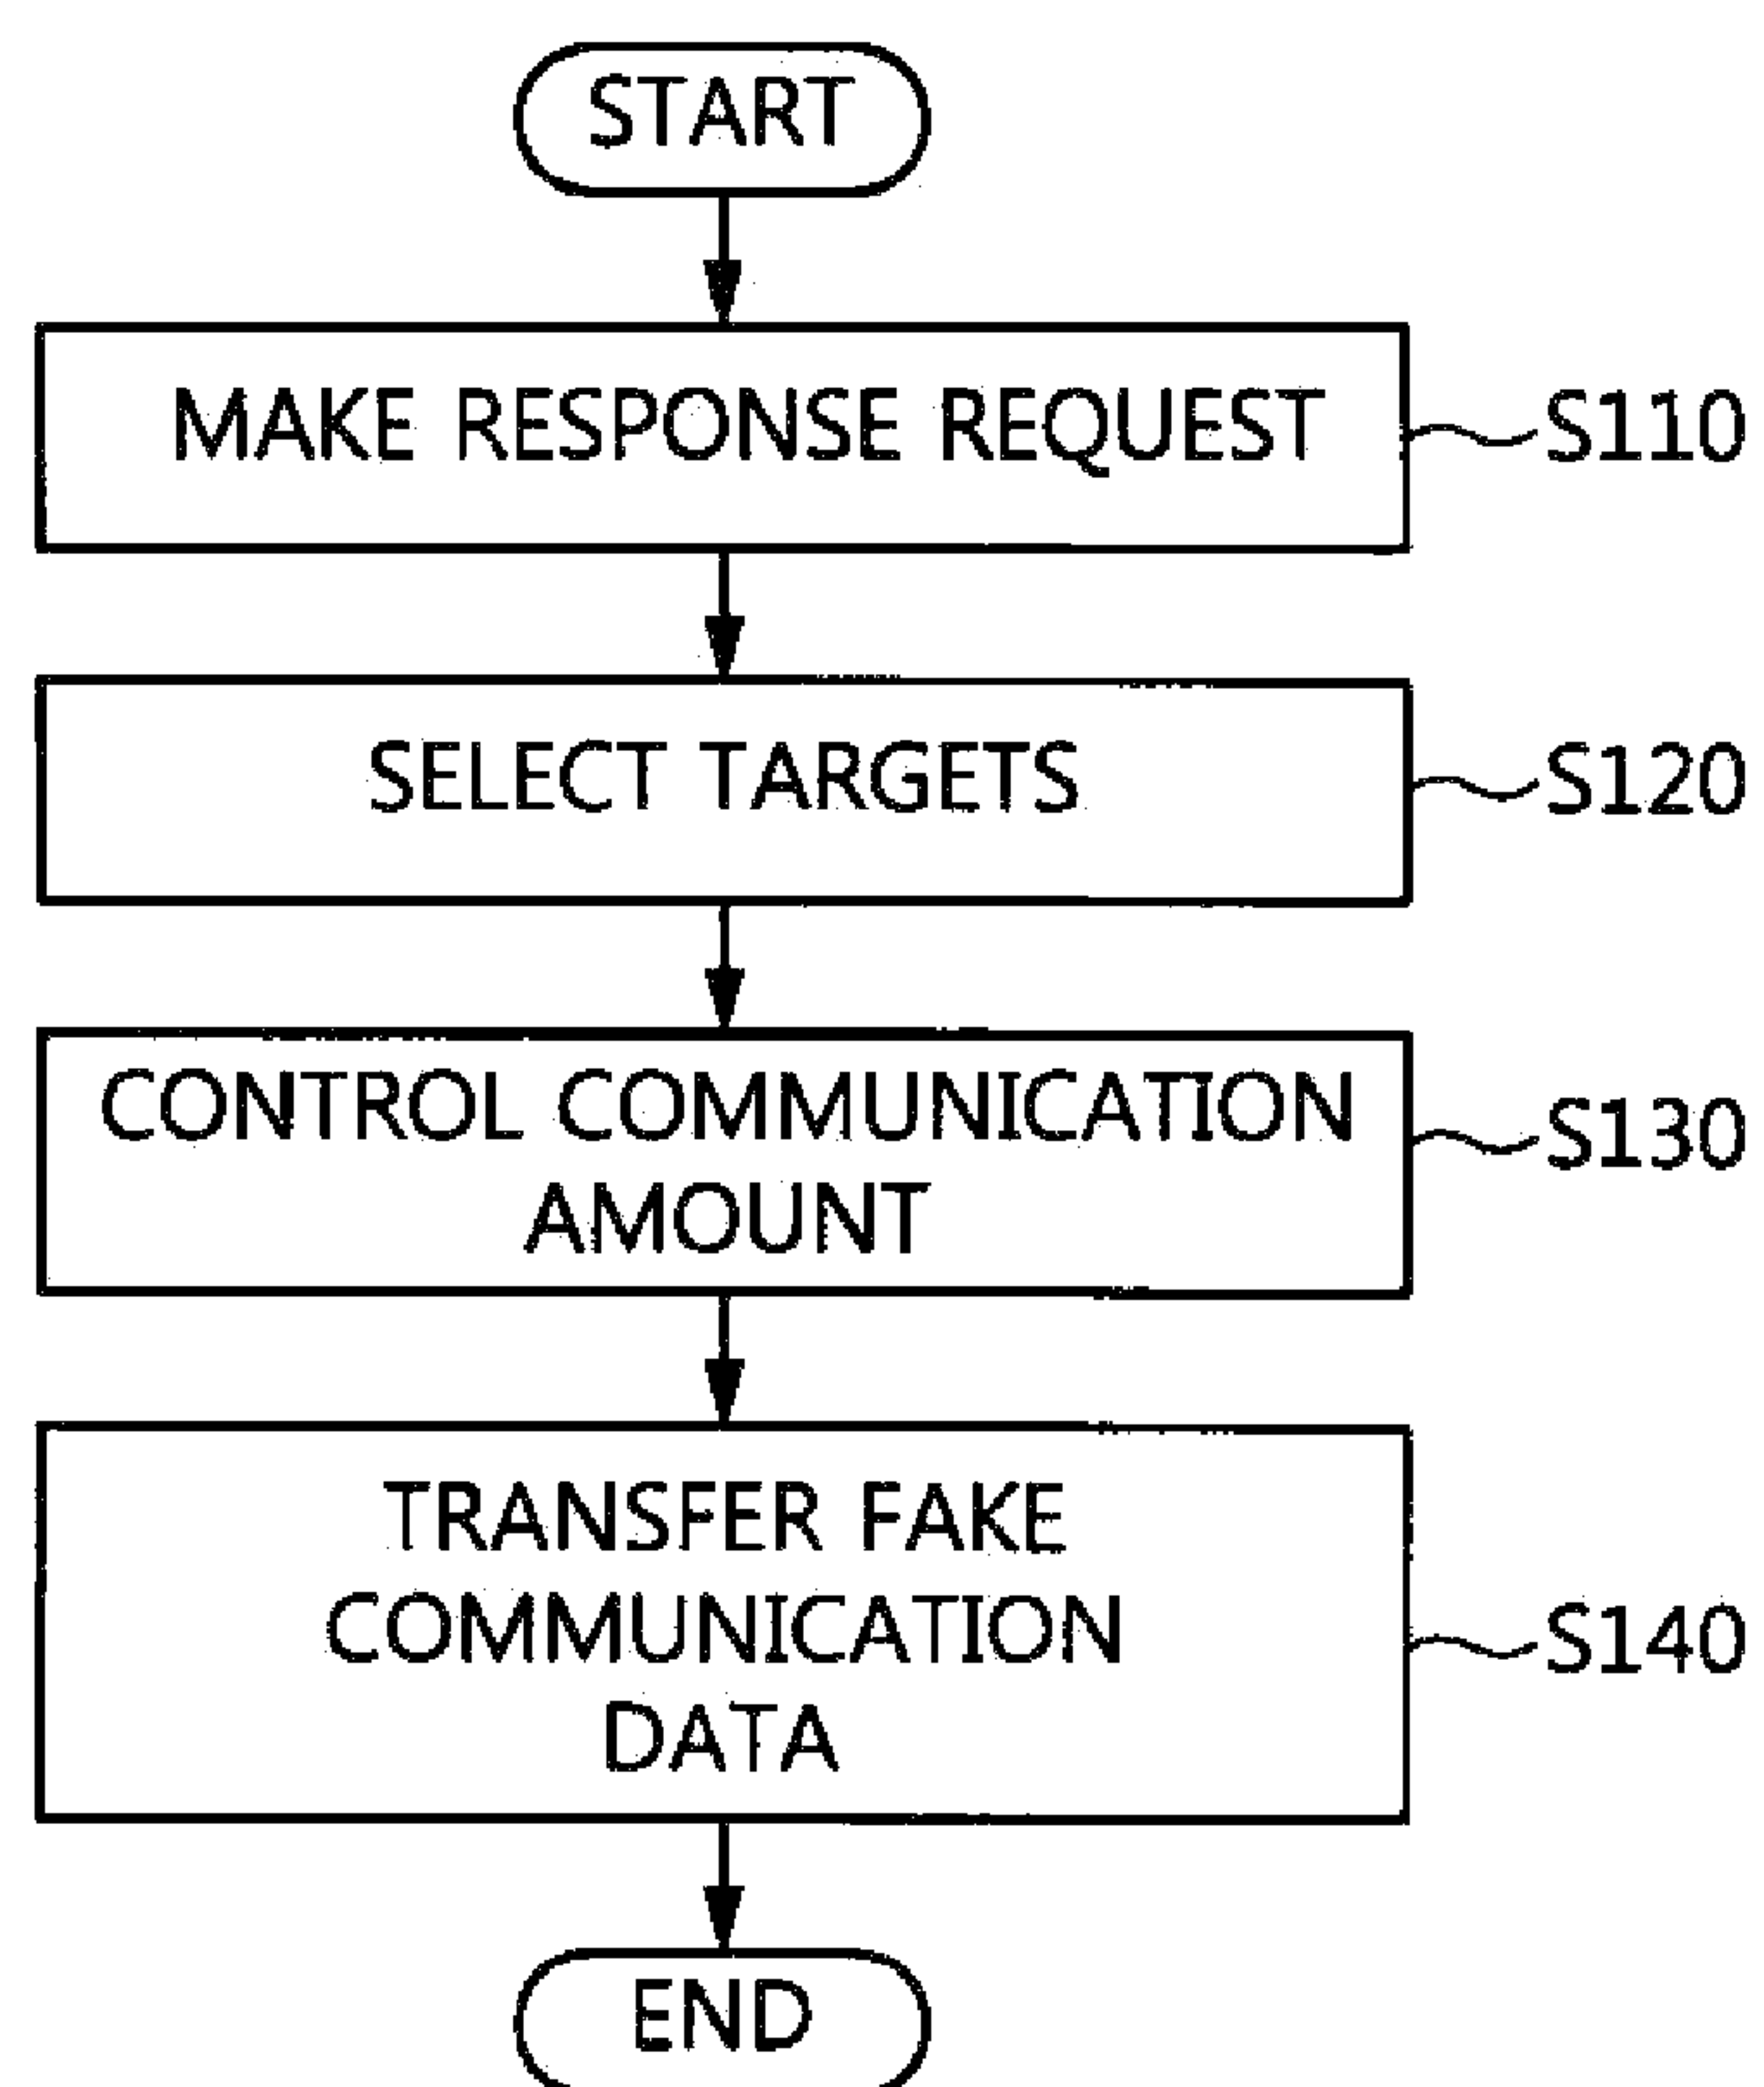 START
MAKE RESPONSE REQUEST
S110
SELECT TARGETS
S120
CONTROL COMMUNICATION
AMOUNT
S130
TRANSFER FAKE
COMMUNICATION
DATA
S140
END